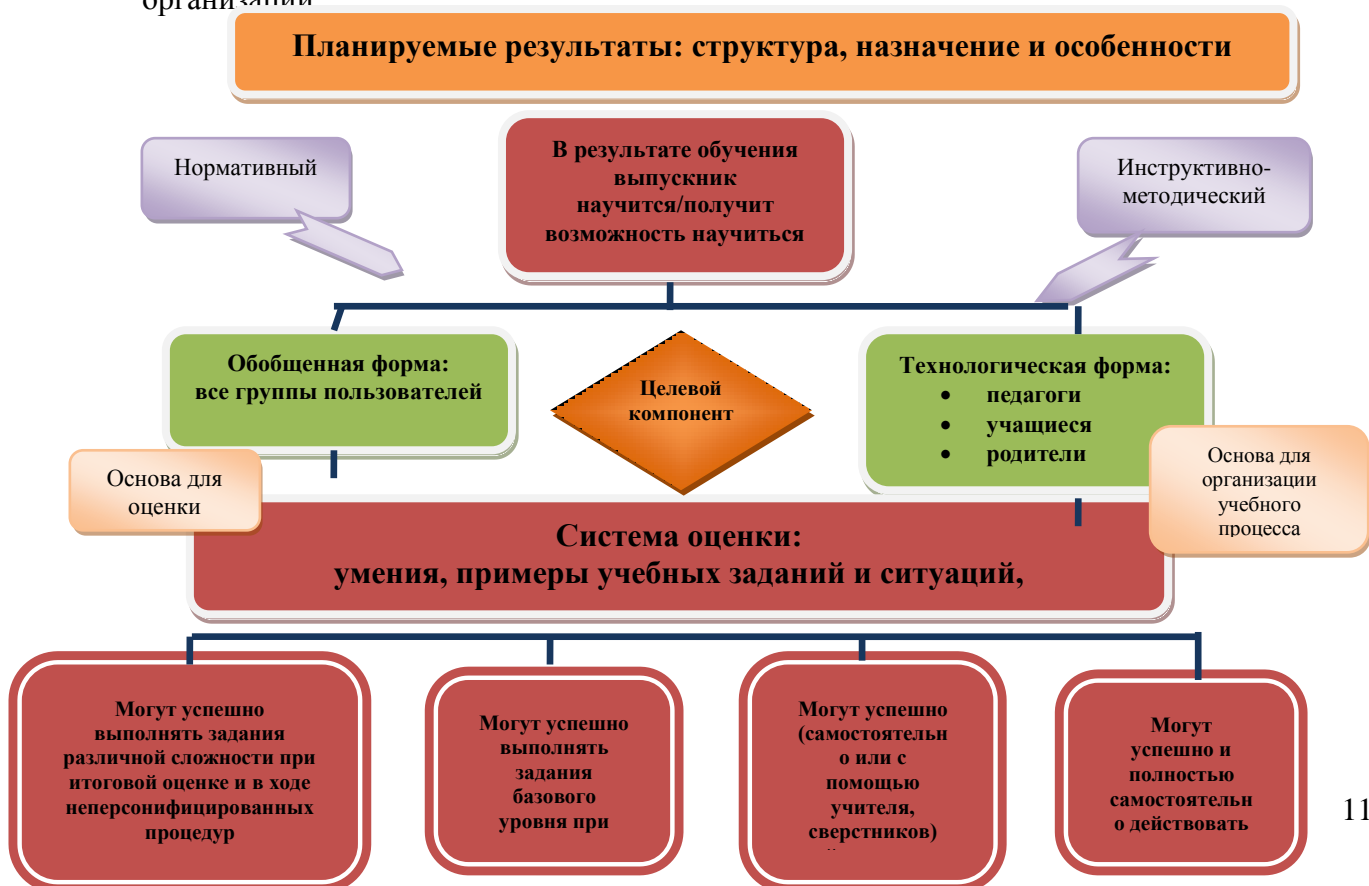 организации
Планируемые результаты: структура, назначение и особенности
В результате обучения
выпускник
научится/получит
возможность научиться
Нормативный
Инструктивно-
методический
Обобщенная форма:
все группы пользователей
Целевой
компонент
Технологическая форма:
• педагоги
• учащиеся
• родители
Основа для
оценки
Основа для
организации
учебного
процесса
Система оценки:
умения, примеры учебных заданий и ситуаций,
Могут успешно
выполнять задания
различной сложности при
итоговой оценке и в ходе
неперсонифицированных
процедур
Могут успешно
выполнять
задания
базового
уровня при
Могут успешно
(самостоятельн
о или с
помощью
учителя,
сверстников)
Могут
успешно и
полностью
самостоятельн
о действовать
11